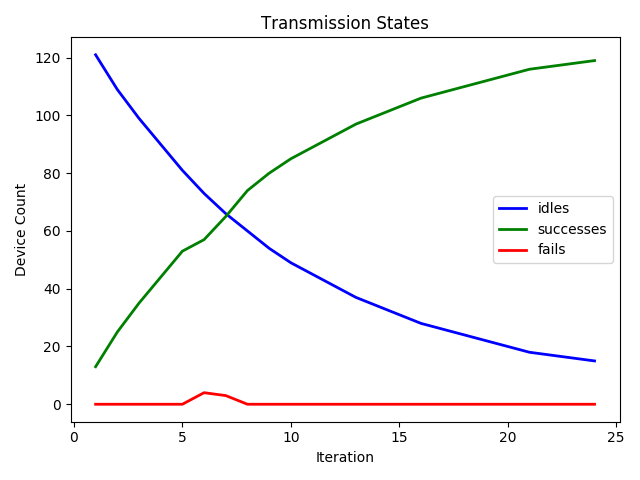 Transmission States
Device Count
120
100
80
60
40
20
0
idles
successes
fails
0 5 10 15 20 25
Iteration